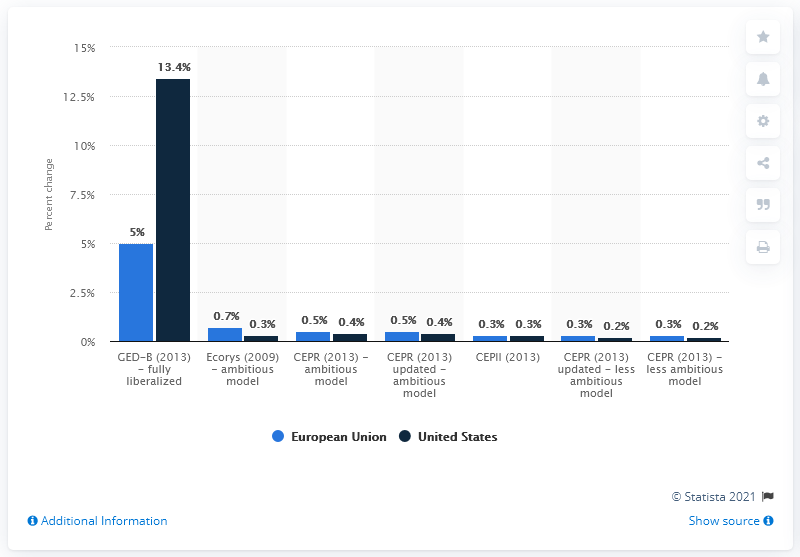 15%
12.5%
10%
7.5%
5%
2.5%
0%
Percent change
5%
13.4%
0.7%
0.3%
0.5%
0.4%
0.5%
0.4%
0.3%
0.3%
0.3%
0.2%
0.3%
0.2%
GED-B (2013)
- fully
liberalized
Ecorys (2009)
- ambitious
model
CEPR (2013) -
ambitious
model
CEPR (2013)
updated -
ambitious
model
CEPII (2013)
CEPR (2013)
updated - less
ambitious
model
CEPR (2013) -
less ambitious
model
European Union
United States
© Statista 2021
Additional Information
Show source